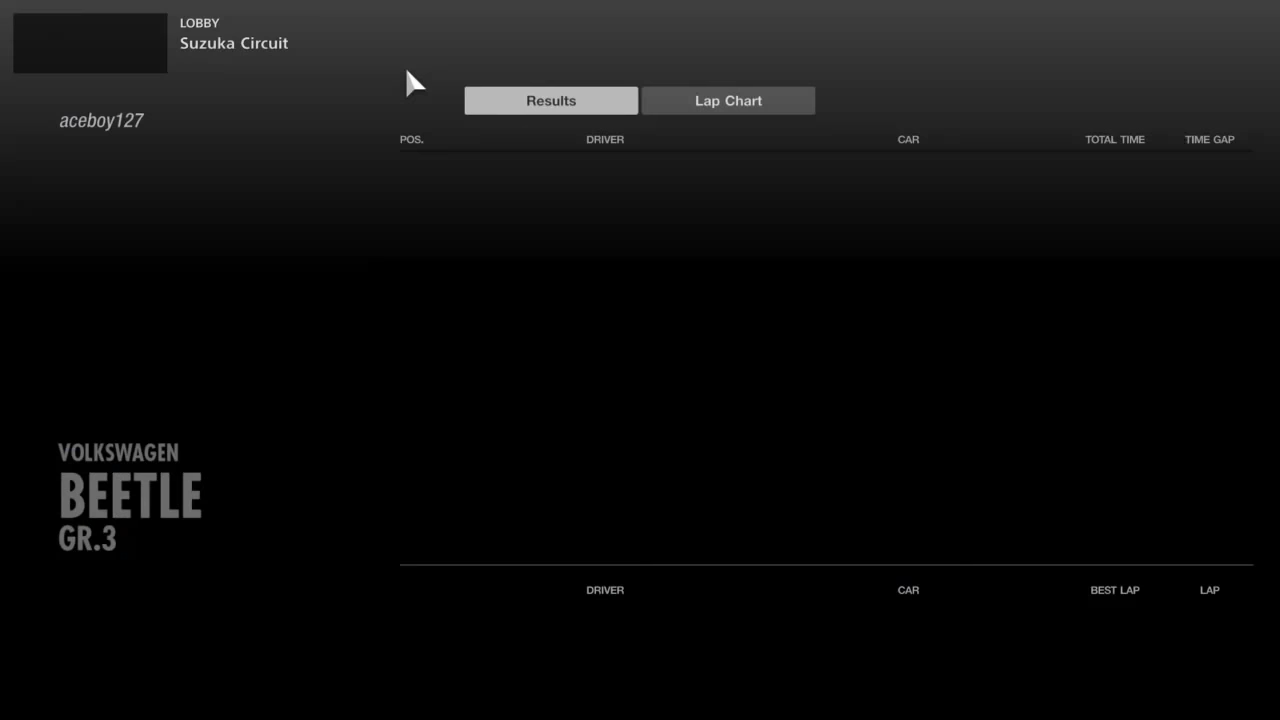 LOBBY
Suzuka Circuit
aceboy127
Results
Lap Chart
POS. DRIVER CAR TOTAL TIME TIME GAP
VOLKSWAGEN
BEETLE
GR.3
DRIVER CAR BEST LAP LAP